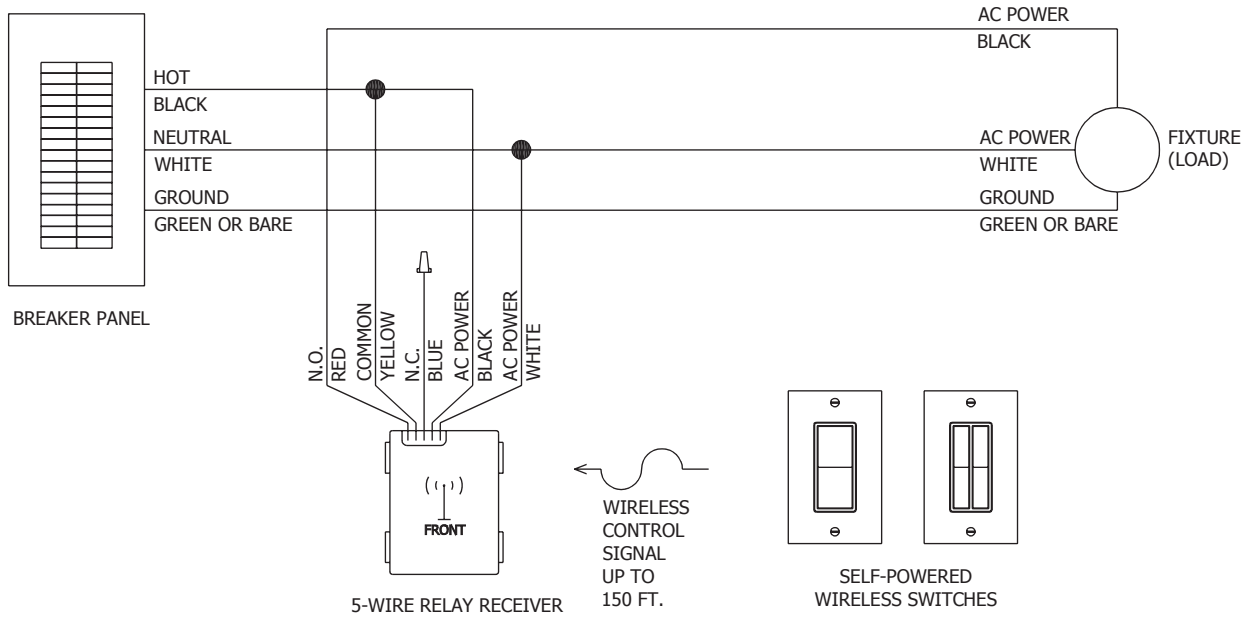 AC POWER
BLACK
HOT
BLACK
NEUTRAL
WHITE
AC POWER
WHITE
FIXTURE
(LOAD)
GROUND
GREEN OR BARE
GROUND
GREEN OR BARE
BREAKER PANEL
N.O.
RED
COMMON
YELLOW
N.C.
BLUE
AC POWER
BLACK
AC POWER
WHITE
FRONT
5-WIRE RELAY RECEIVER
WIRELESS
CONTROL
SIGNAL
UP TO
150 FT.
SELF-POWERED
WIRELESS SWITCHES